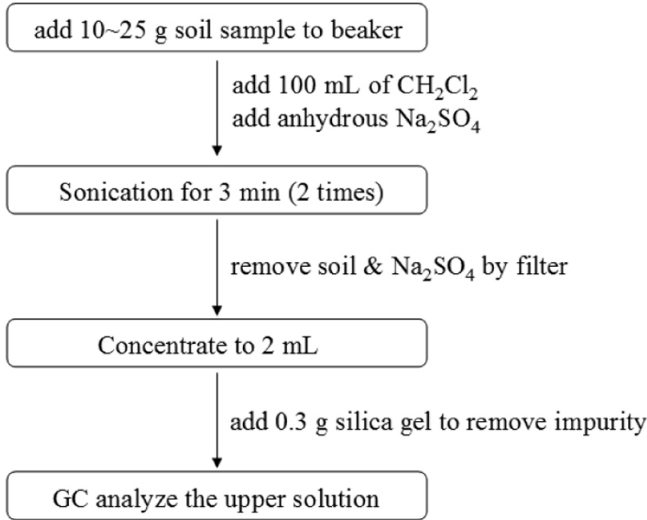 add 10~25 g soil sample to beaker
add 100 mL of CH₂Cl₂
add anhydrous Na₂SO₄
Sonication for 3 min (2 times)
remove soil & Na₂SO₄ by filter
Concentrate to 2 mL
add 0.3 g silica gel to remove impurity
GC analyze the upper solution